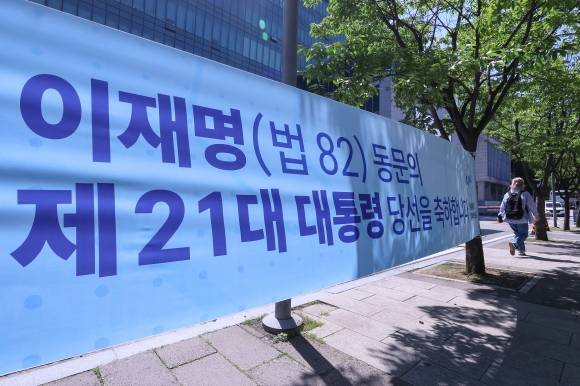 이재명(법 82) 동문의
제21대 대통령 당선을 축하합니다